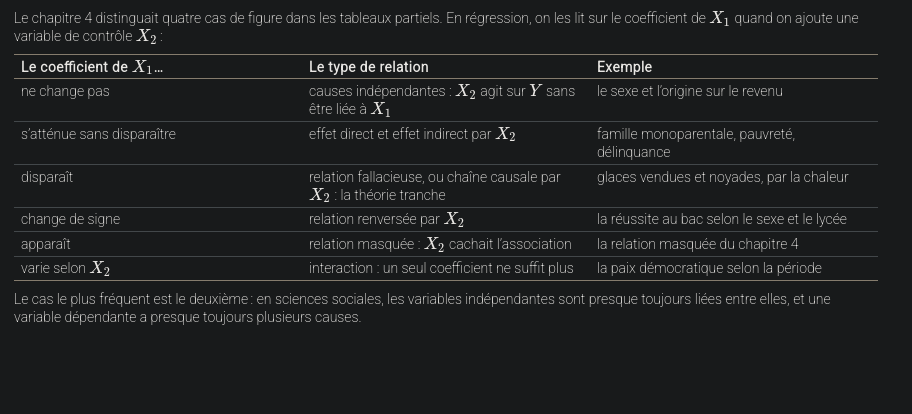 Le chapitre 4 distinguait quatre cas de figure dans les tableaux partiels. En régression, on les lit sur le coefficient de X₁ quand on ajoute une
variable de contrôle X₂ :
Le coefficient de X₁… Le type de relation Exemple
ne change pas causes indépendantes : X₂ agit sur Y sans le sexe et l'origine sur le revenu
être liée à X₁
s'atténue sans disparaître effet direct et effet indirect par X₂ famille monoparentale, pauvreté,
délinquance
disparaît relation fallacieuse, ou chaîne causale par glaces vendues et noyades, par la chaleur
X₂ : la théorie tranche
change de signe relation renversée par X₂ la réussite au bac selon le sexe et le lycée
apparaît relation masquée : X₂ cachait l'association la relation masquée du chapitre 4
varie selon X₂ interaction : un seul coefficient ne suffit plus la paix démocratique selon la période
Le cas le plus fréquent est le deuxième : en sciences sociales, les variables indépendantes sont presque toujours liées entre elles, et une
variable dépendante a presque toujours plusieurs causes.